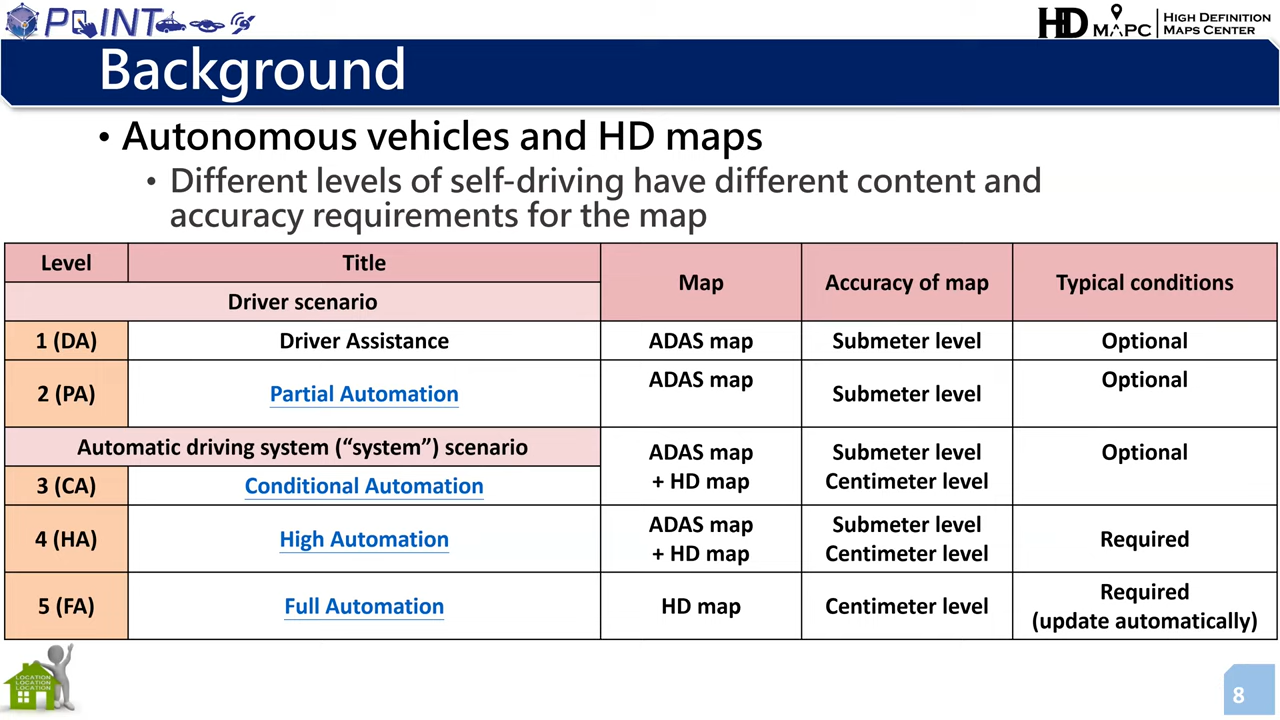 POINT
HD MAPC | HIGH DEFINITION
MAPS CENTER
Background
• Autonomous vehicles and HD maps
• Different levels of self-driving have different content and
accuracy requirements for the map
Level Title Map Accuracy of map Typical conditions
Driver scenario
1 (DA) Driver Assistance ADAS map Submeter level Optional
2 (PA) Partial Automation ADAS map Submeter level Optional
Automatic driving system (“system”) scenario
3 (CA) Conditional Automation ADAS map
+ HD map Submeter level
Centimeter level Optional
4 (HA) High Automation ADAS map
+ HD map Submeter level
Centimeter level Required
5 (FA) Full Automation HD map Centimeter level Required
(update automatically)
LOCATION
LOCATION
LOCATION
8